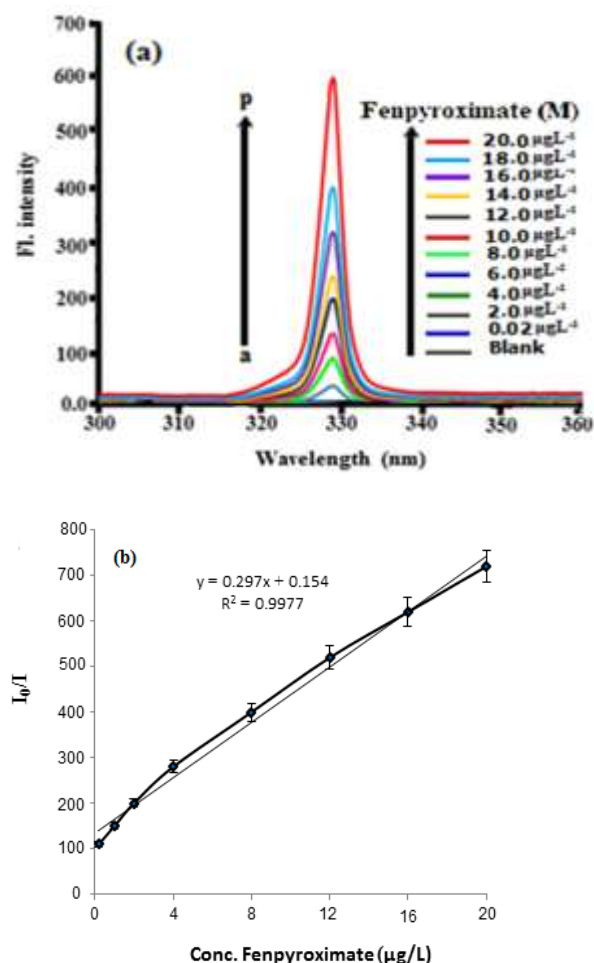 700
(a)
600
p
Fenpyroximate (M)
500
20.0 µgL⁻¹
18.0 µgL⁻¹
400
16.0 µgL⁻¹
14.0 µgL⁻¹
Fl. intensity
12.0 µgL⁻¹
300
10.0 µgL⁻¹
8.0 µgL⁻¹
200
6.0 µgL⁻¹
4.0 µgL⁻¹
2.0 µgL⁻¹
100
a
0.02 µgL⁻¹
Blank
0.0
300 310 320 330 340 350 360
Wavelength (nm)
800
(b)
700
y = 0.297x + 0.154
R² = 0.9977
600
500
I₀/I
400
300
200
100
0
0 4 8 12 16 20
Conc. Fenpyroximate (µg/L)